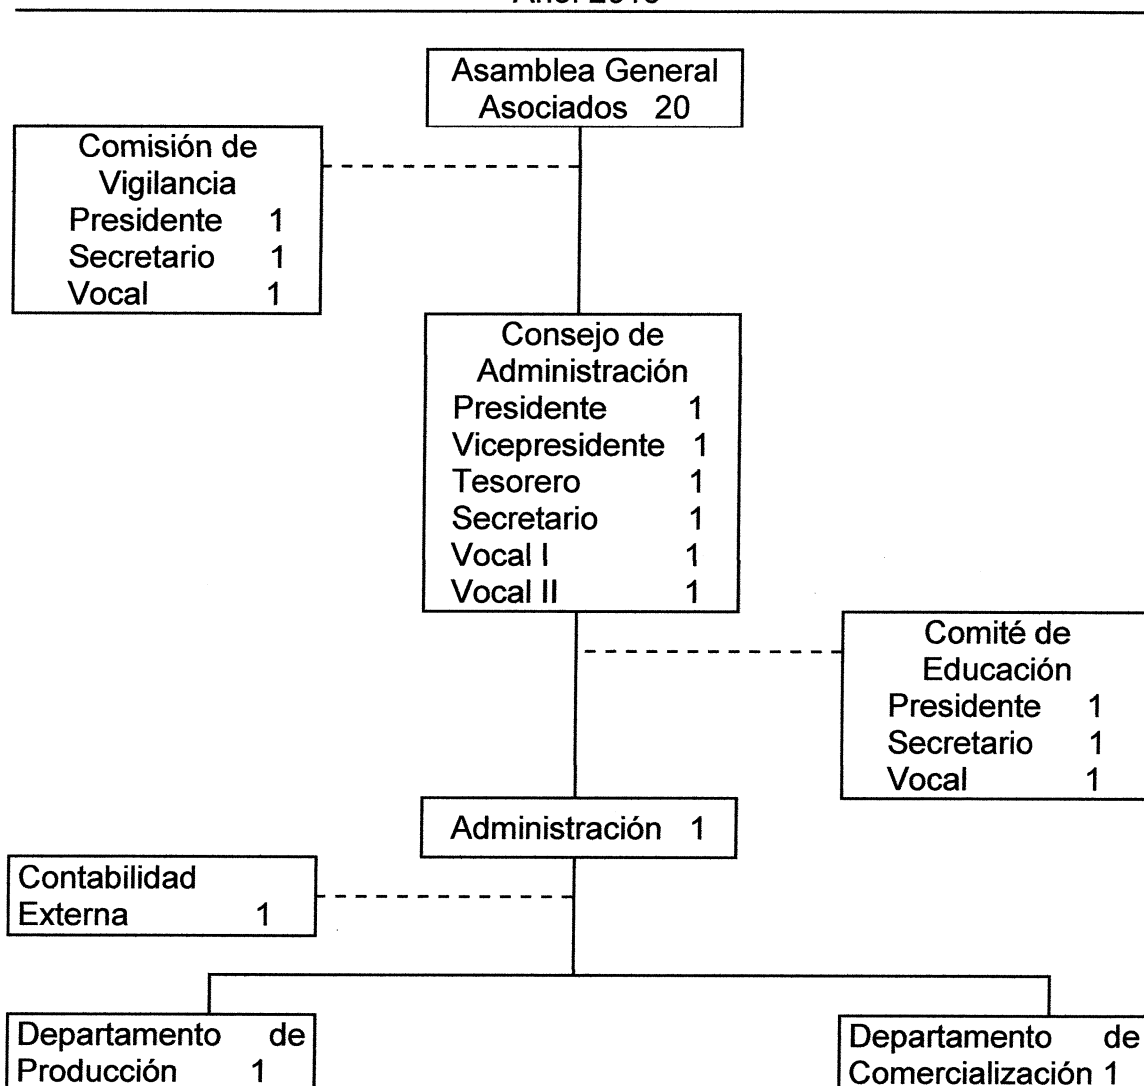 Asamblea General
Asociados 20
Comisión de
Vigilancia
Presidente 1
Secretario 1
Vocal 1
Consejo de
Administración
Presidente 1
Vicepresidente 1
Tesorero 1
Secretario 1
Vocal I 1
Vocal II 1
Comité de
Educación
Presidente 1
Secretario 1
Vocal 1
Administración 1
Contabilidad
Externa 1
Departamento de
Producción 1
Departamento de
Comercialización 1